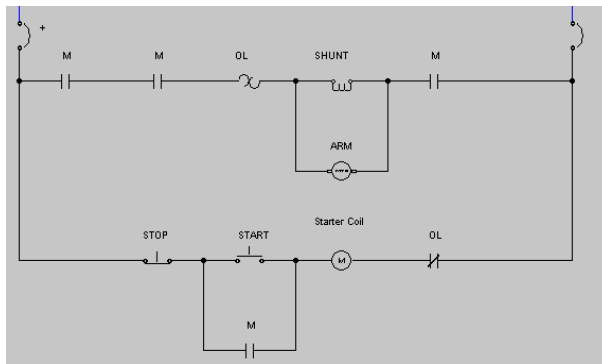 +
M M OL SHUNT M
ARM
Starter Coil
STOP START OL
M
M